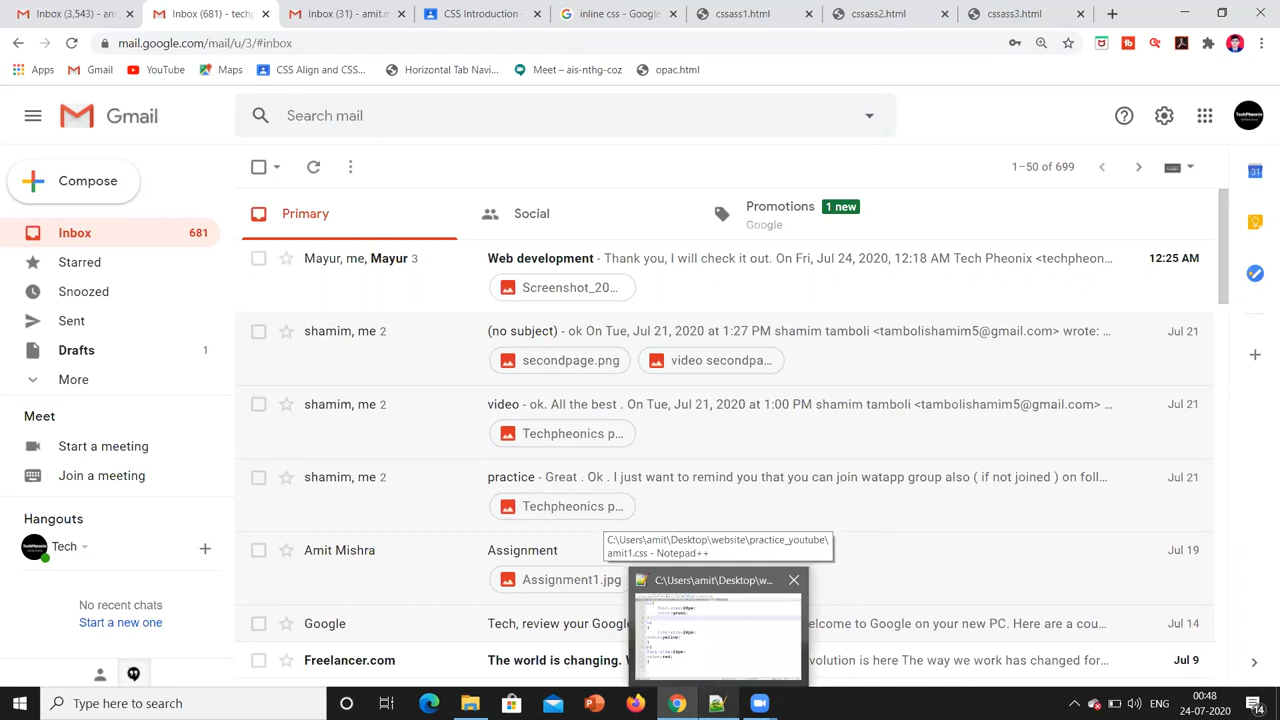 Inbox (3,543) - an
Inbox (681) - techp
Inbox (31) - amit.m
CSS Introduction -
inline css - Google
cssass1.html
cssass2.html
cssass3.html
mail.google.com/mail/u/3/#inbox
Apps
Gmail
YouTube
Maps
CSS Align and CSS...
Horizontal Tab Navi...
Meet – ais-nthg-coz
opac.html
Gmail
Search mail
Compose
1–50 of 699
Primary
Social
Promotions
1 new
Google
Inbox
681
Starred
Snoozed
Sent
Drafts
1
More
Mayur, me, Mayur 3
Web development - Thank you, I will check it out. On Fri, Jul 24, 2020, 12:18 AM Tech Pheonix <techpheon...
12:25 AM
Screenshot_20...
shamim, me 2
(no subject) - ok On Tue, Jul 21, 2020 at 1:27 PM shamim tamboli <tambolishamim5@gmail.com> wrote: ...
Jul 21
secondpage.png
video secondpa...
shamim, me 2
video - ok. All the best . On Tue, Jul 21, 2020 at 1:00 PM shamim tamboli <tambolishamim5@gmail.com> ...
Jul 21
Techpheonics p...
shamim, me 2
practice - Great . Ok . I just want to remind you that you can join watapp group also ( if not joined ) on foll...
Jul 21
Techpheonics p...
Meet
Start a meeting
Join a meeting
Hangouts
Tech
No recent chats
Start a new one
Amit Mishra
Assignment
Jul 19
Assignment1.jpg
C:\Users\amit\Desktop\website\practice_youtube\
amit1.css - Notepad++
C:\Users\amit\Desktop\w...
Google
Tech, review your Google
elcome to Google on your new PC. Here are a cou...
Jul 14
Freelancer.com
The world is changing.
volution is here The way we work has changed for...
Jul 9
Type here to search
ENG
00:48
24-07-2020
14